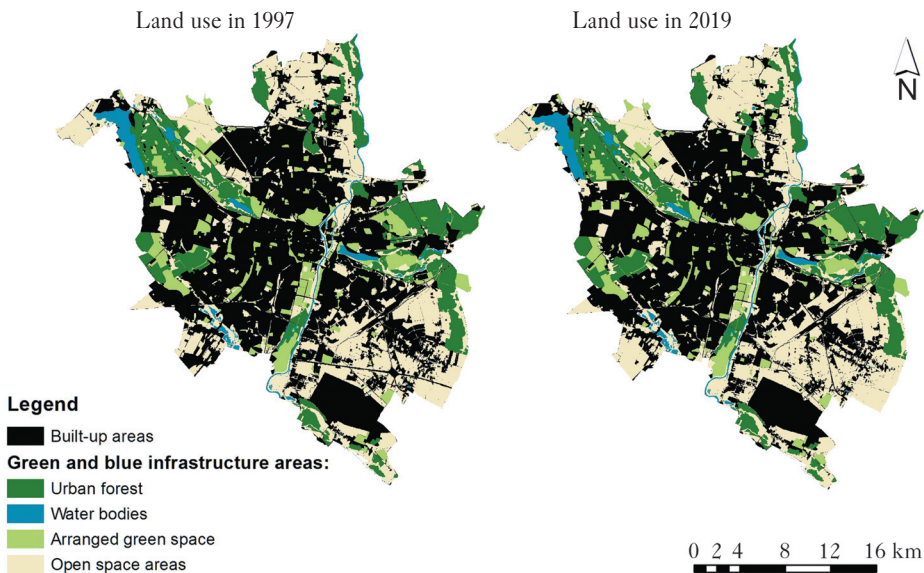 Land use in 1997
Land use in 2019
N
Legend
Built-up areas
Green and blue infrastructure areas:
Urban forest
Water bodies
Arranged green space
Open space areas
0 2 4 8 12 16 km